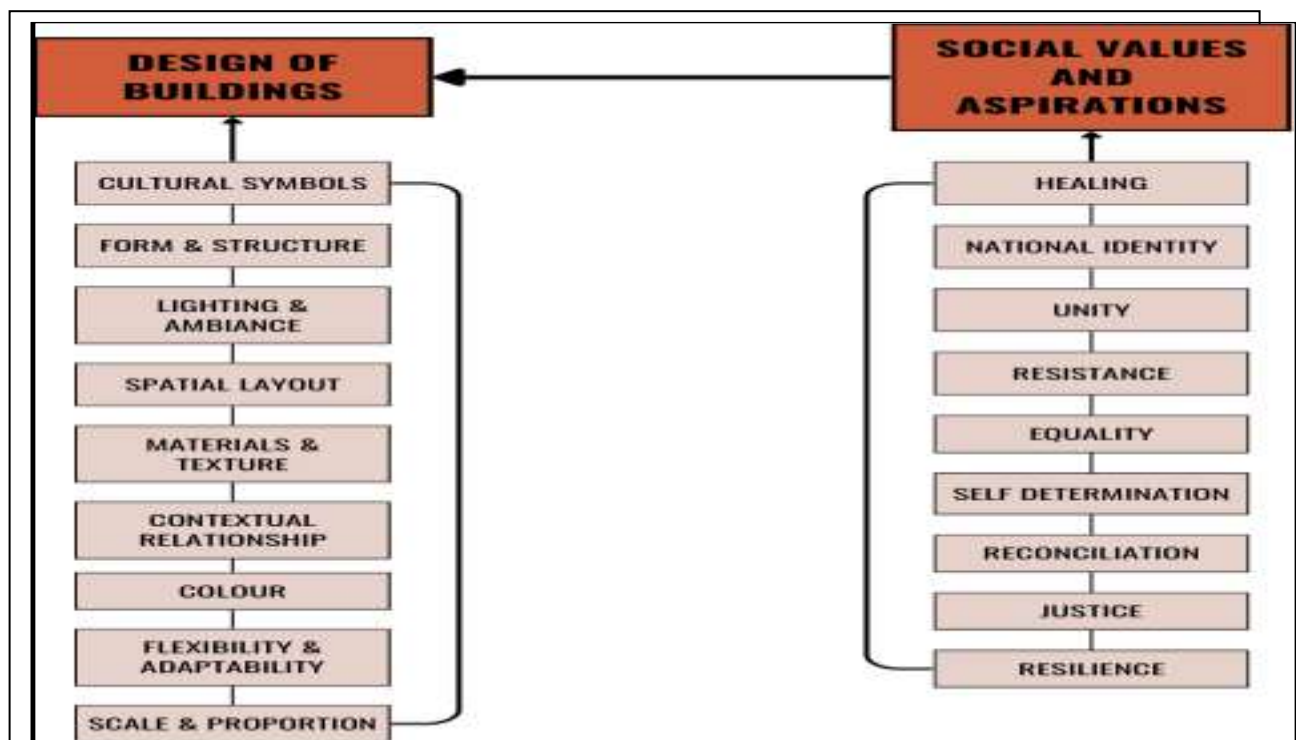 DESIGN OF
BUILDINGS
CULTURAL SYMBOLS
FORM & STRUCTURE
LIGHTING &
AMBIANCE
SPATIAL LAYOUT
MATERIALS &
TEXTURE
CONTEXTUAL
RELATIONSHIP
COLOUR
FLEXIBILITY &
ADAPTABILITY
SCALE & PROPORTION
SOCIAL VALUES
AND
ASPIRATIONS
HEALING
NATIONAL IDENTITY
UNITY
RESISTANCE
EQUALITY
SELF DETERMINATION
RECONCILIATION
JUSTICE
RESILIENCE